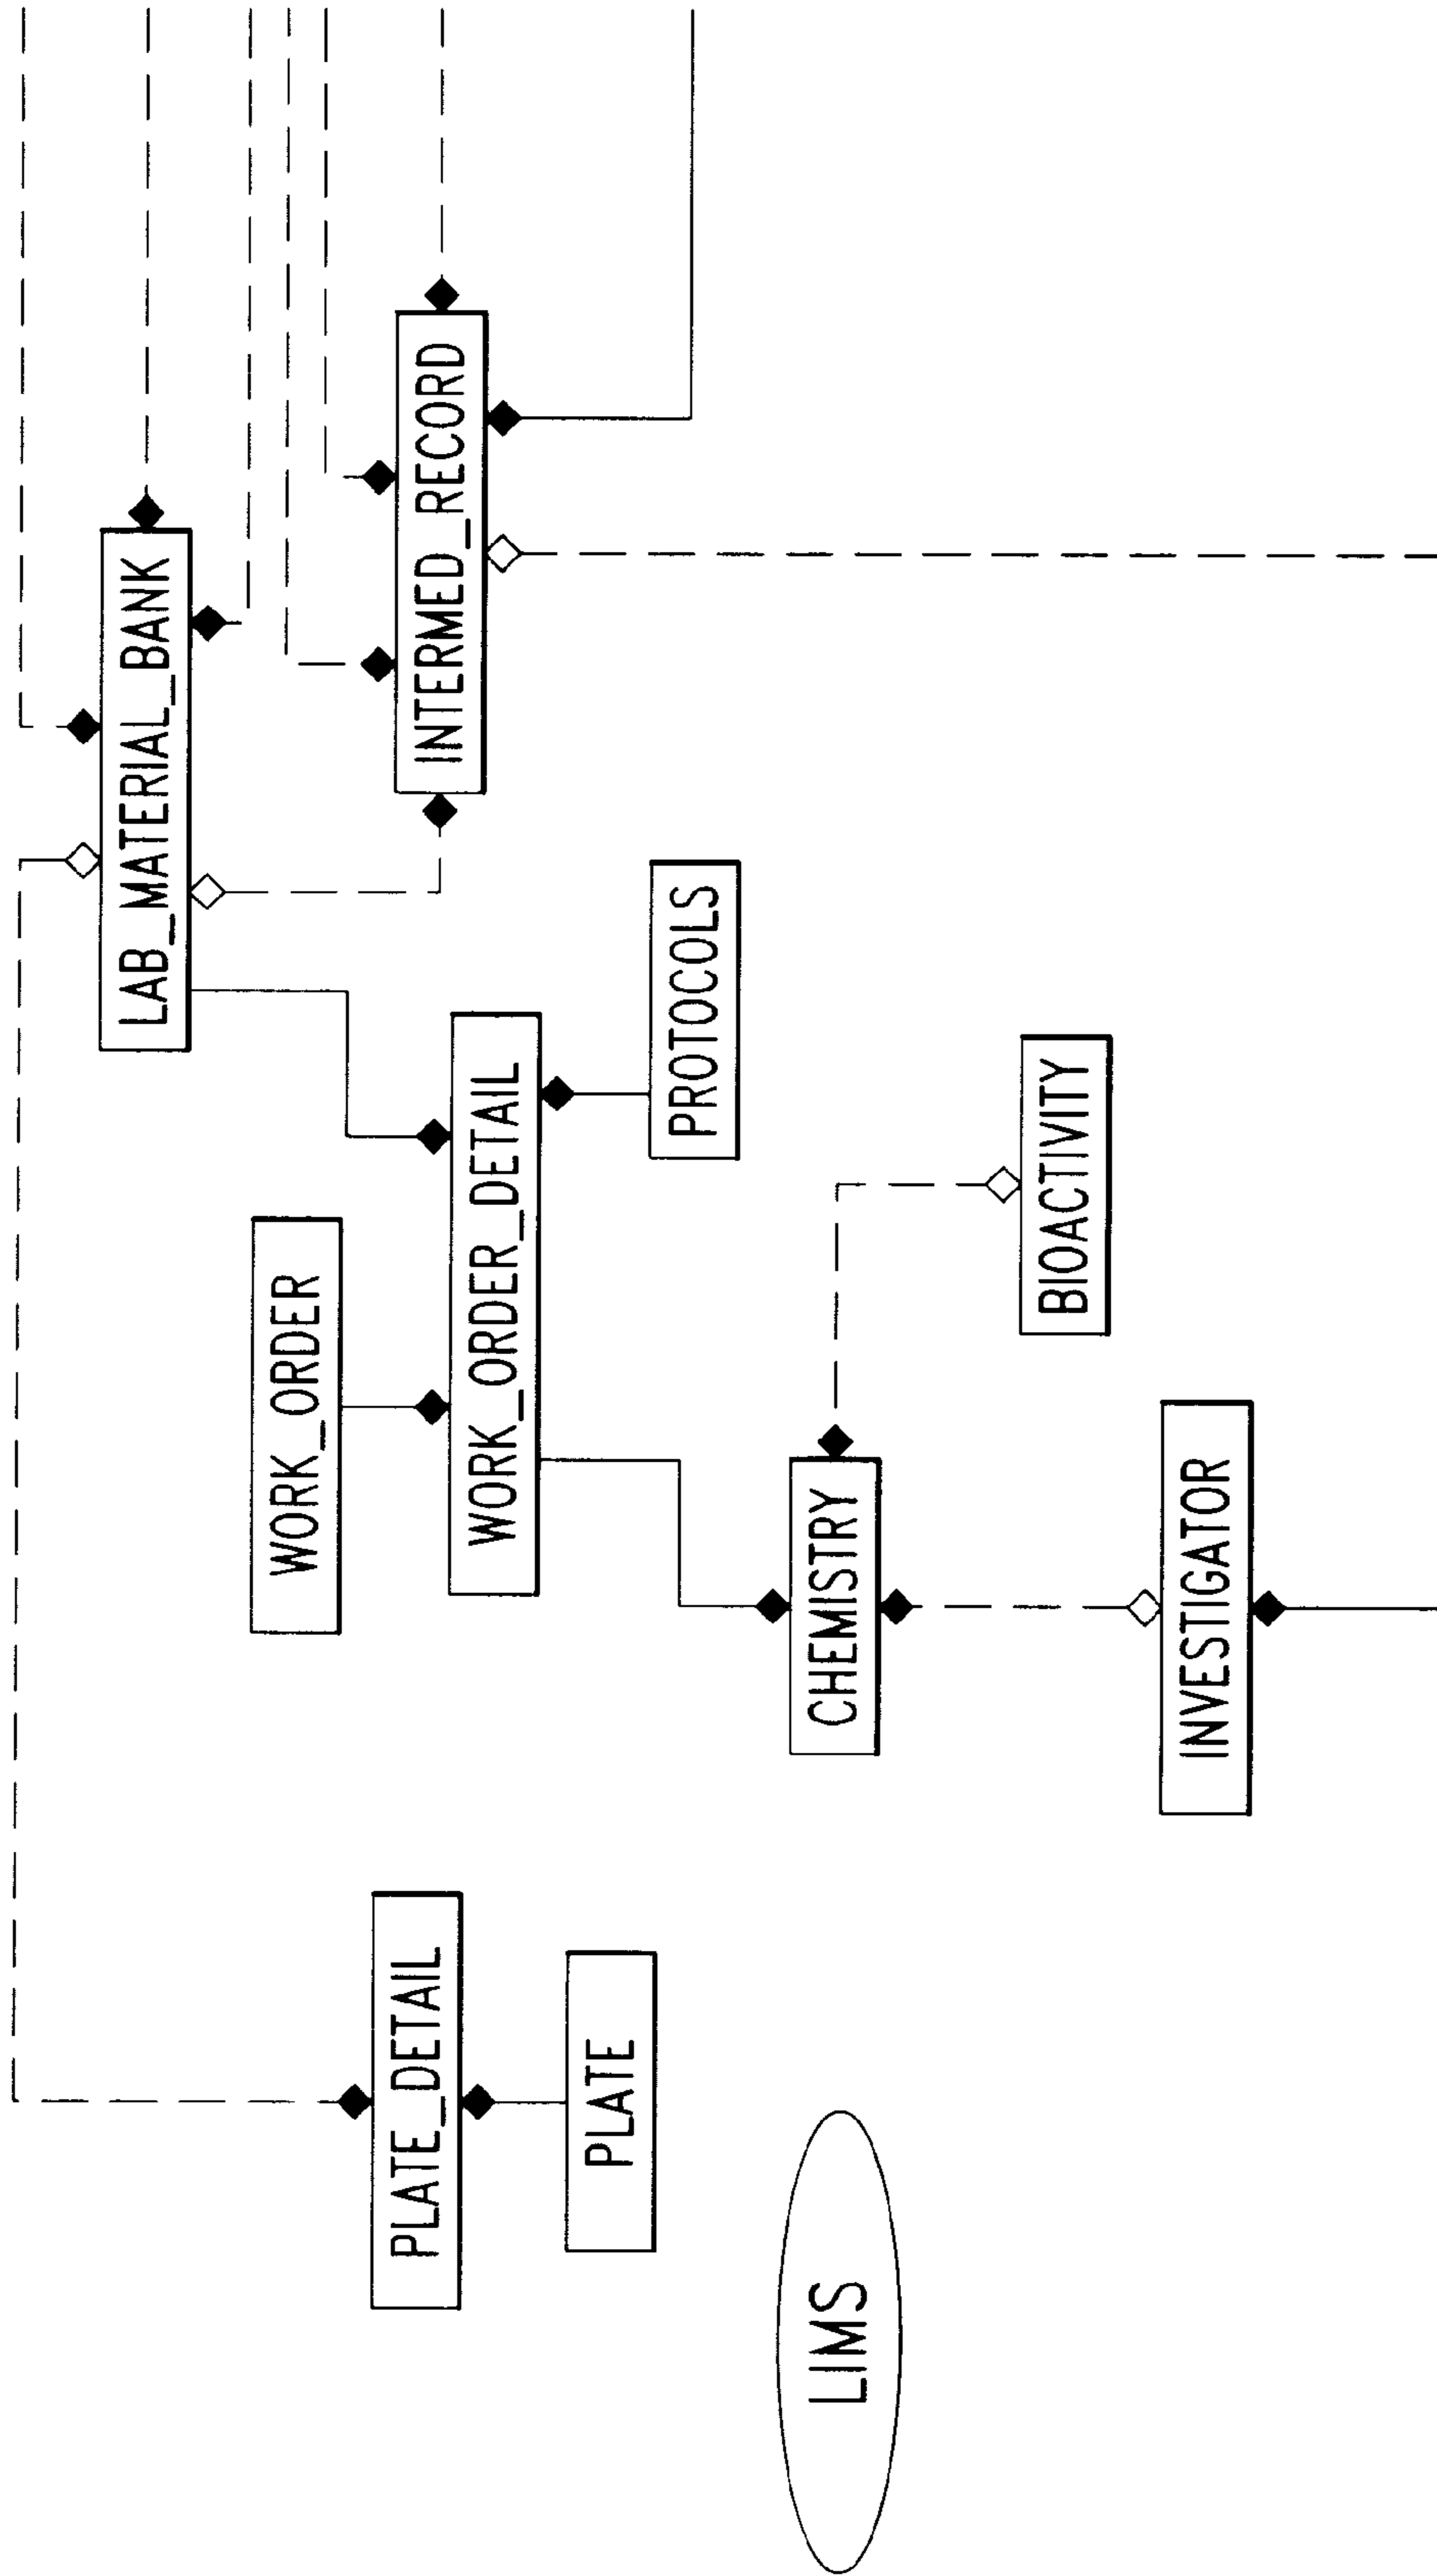 LAB_MATERIAL_BANK
WORK_ORDER
PLATE_DETAIL
INTERMED_RECORD
WORK_ORDER_DETAIL
PLATE
PROTOCOLS
LIMS
CHEMISTRY
BIOACTIVITY
INVESTIGATOR